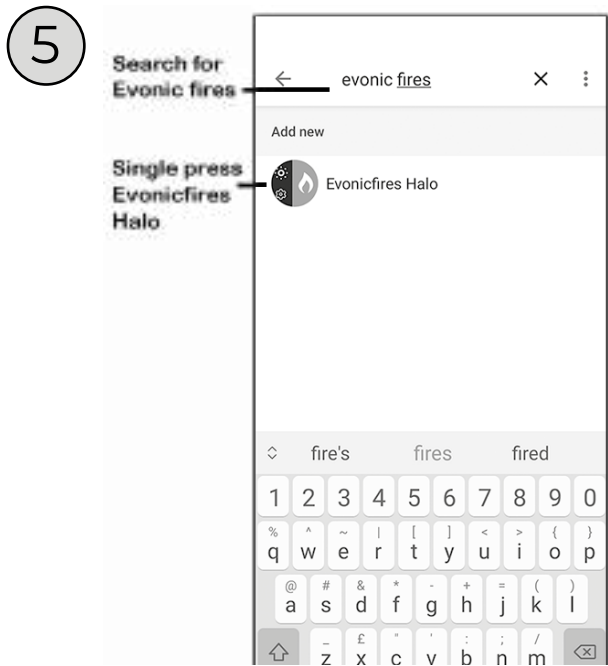 5
Search for
Evonic fires
evonic fires
Add new
Single press
Evonicfires
Halo
Evonicfires Halo
fire's fires fired
1 2 3 4 5 6 7 8 9 0
% ^ ~ | [ ] < > { }
q w e r t y u i o p
@ # & * - + = ( )
a s d f g h j k l
_ £ " ' : ; /
z x c v b n m